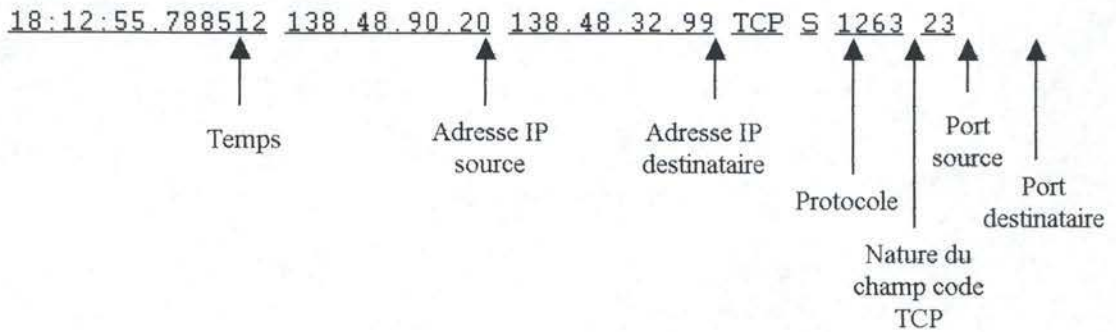 18:12:55.788512 138.48.90.20 138.48.32.99 TCP S 1263 23
Temps
Adresse IP
source
Adresse IP
destinataire
Protocole
Nature du
champ code
TCP
Port
source
Port
destinataire